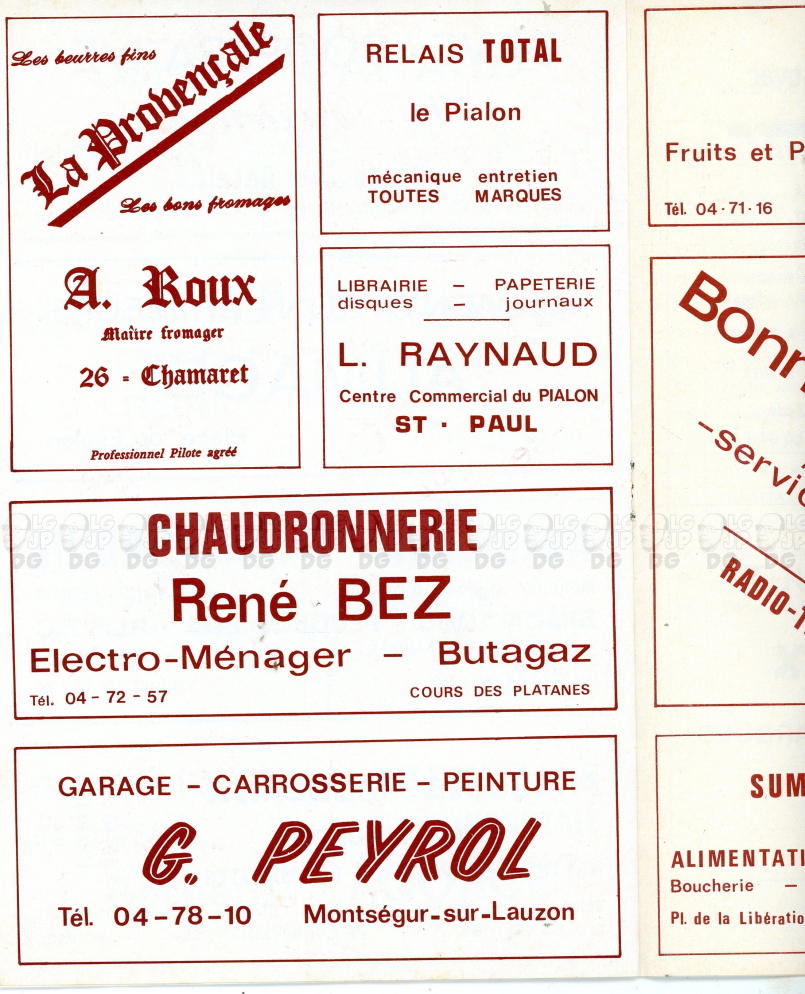 Les beurres fins
La Provençale
Les bons fromages
A. Roux
Maître fromager
26 - Chamaret
Professionnel Pilote agréé
RELAIS TOTAL
le Pialon
mécanique entretien
TOUTES MARQUES
LIBRAIRIE – PAPETERIE
disques – journaux
L. RAYNAUD
Centre Commercial du PIALON
ST - PAUL
CHAUDRONNERIE
René BEZ
Electro-Ménager – Butagaz
Tél. 04 - 72 - 57 COURS DES PLATANES
GARAGE – CARROSSERIE – PEINTURE
G. PEYROL
Tél. 04-78-10 Montségur-sur-Lauzon
Fruits et P
Tél. 04-71-16
Bonn
-servic
RADIO-T
SUM
ALIMENTATI
Boucherie –
Pl. de la Libératio